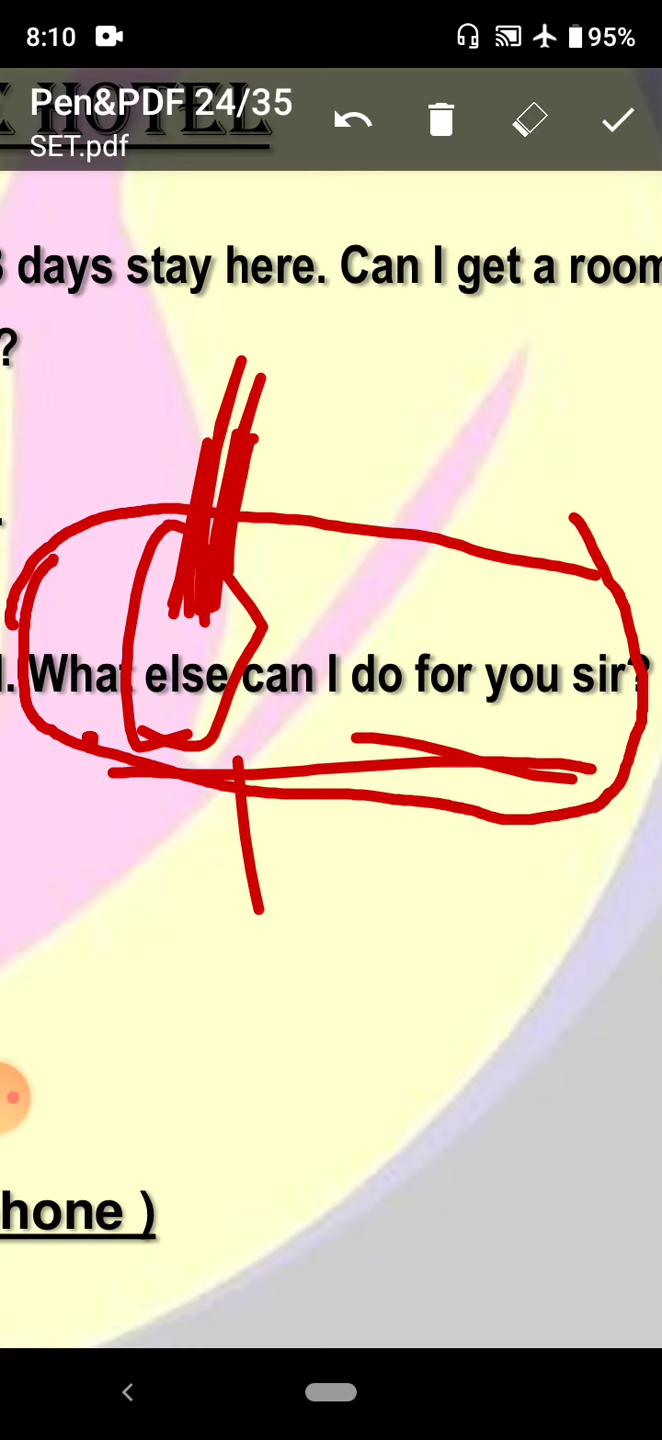 8:10 95%
Pen&PDF 24/35
HOTEL
SET.pdf
days stay here. Can I get a room
?
. What else can I do for you sir?
hone )